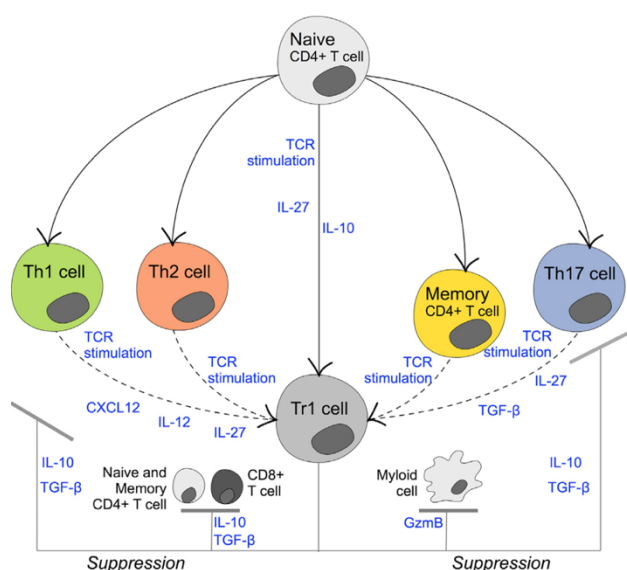 Naive
CD4+ T cell
TCR
stimulation
IL-27
IL-10
Th1 cell
Th2 cell
Memory
CD4+ T cell
Th17 cell
TCR
stimulation
TCR
stimulation
TCR
stimulation
TCR
stimulation
CXCL12
IL-12
IL-27
IL-27
TGF-β
Tr1 cell
IL-10
TGF-β
Naive and
Memory
CD4+ T cell
CD8+
T cell
IL-10
TGF-β
Myloid
cell
GzmB
IL-10
TGF-β
Suppression
Suppression